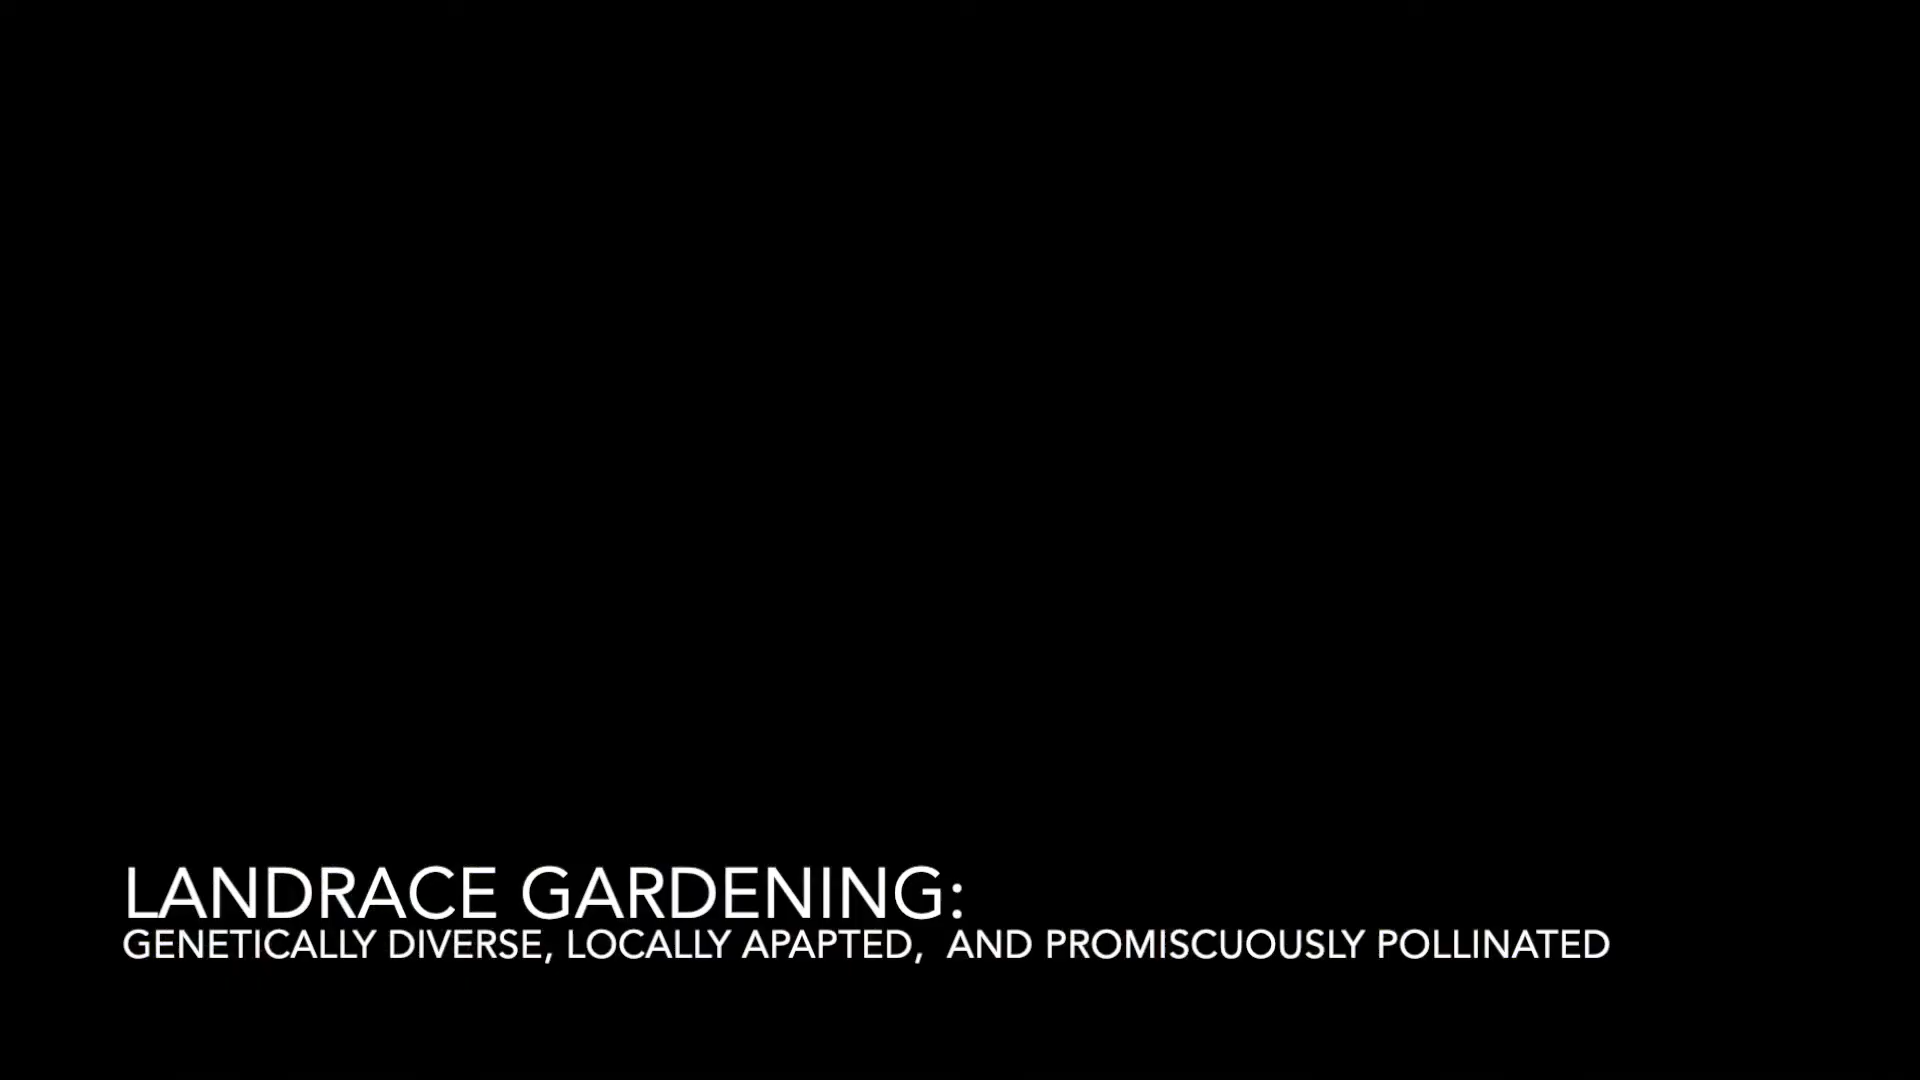 LANDRACE GARDENING:
GENETICALLY DIVERSE, LOCALLY APAPTED,  AND PROMISCUOUSLY POLLINATED